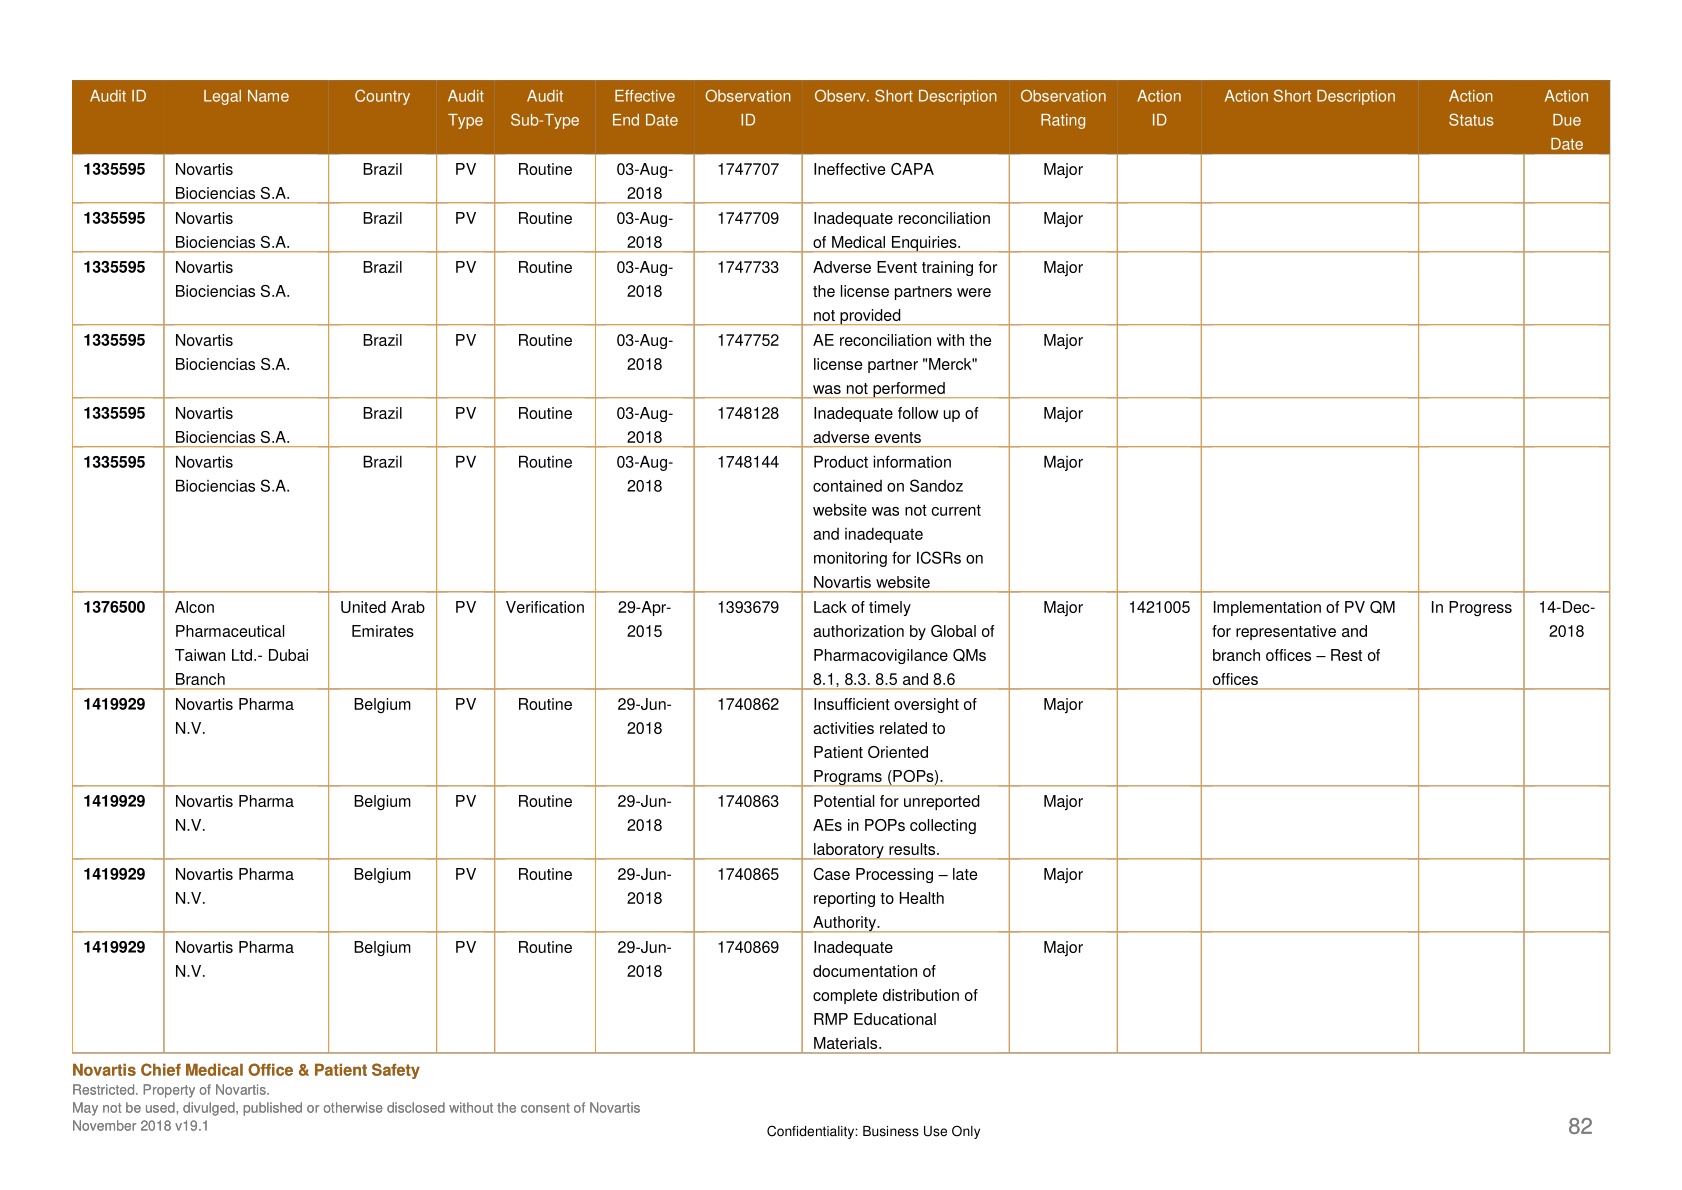 Audit ID Legal Name Country Audit Type Audit Sub-Type Effective End Date Observation ID Observ. Short Description Observation Rating Action ID Action Short Description Action Status Action Due Date
1335595 Novartis Biociencias S.A. Brazil PV Routine 03-Aug-2018 1747707 Ineffective CAPA Major
1335595 Novartis Biociencias S.A. Brazil PV Routine 03-Aug-2018 1747709 Inadequate reconciliation of Medical Enquiries. Major
1335595 Novartis Biociencias S.A. Brazil PV Routine 03-Aug-2018 1747733 Adverse Event training for the license partners were not provided Major
1335595 Novartis Biociencias S.A. Brazil PV Routine 03-Aug-2018 1747752 AE reconciliation with the license partner "Merck" was not performed Major
1335595 Novartis Biociencias S.A. Brazil PV Routine 03-Aug-2018 1748128 Inadequate follow up of adverse events Major
1335595 Novartis Biociencias S.A. Brazil PV Routine 03-Aug-2018 1748144 Product information contained on Sandoz website was not current and inadequate monitoring for ICSRs on Novartis website Major
1376500 Alcon Pharmaceutical Taiwan Ltd.- Dubai Branch United Arab Emirates PV Verification 29-Apr-2015 1393679 Lack of timely authorization by Global of Pharmacovigilance QMs 8.1, 8.3. 8.5 and 8.6 Major 1421005 Implementation of PV QM for representative and branch offices – Rest of offices In Progress 14-Dec-2018
1419929 Novartis Pharma N.V. Belgium PV Routine 29-Jun-2018 1740862 Insufficient oversight of activities related to Patient Oriented Programs (POPs). Major
1419929 Novartis Pharma N.V. Belgium PV Routine 29-Jun-2018 1740863 Potential for unreported AEs in POPs collecting laboratory results. Major
1419929 Novartis Pharma N.V. Belgium PV Routine 29-Jun-2018 1740865 Case Processing – late reporting to Health Authority. Major
1419929 Novartis Pharma N.V. Belgium PV Routine 29-Jun-2018 1740869 Inadequate documentation of complete distribution of RMP Educational Materials. Major
Novartis Chief Medical Office & Patient Safety
Restricted. Property of Novartis.
May not be used, divulged, published or otherwise disclosed without the consent of Novartis
November 2018 v19.1
Confidentiality: Business Use Only
82